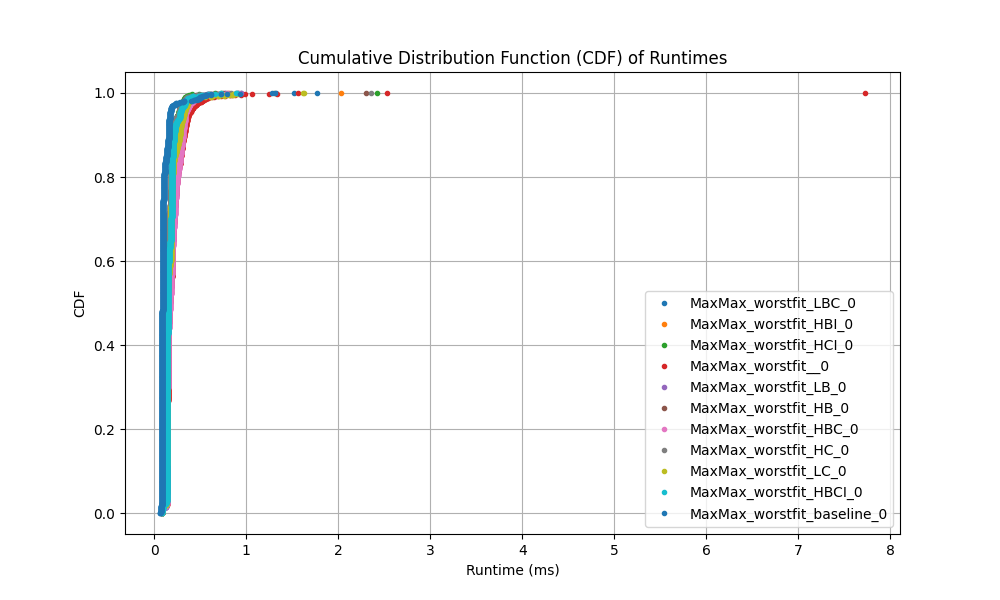 Cumulative Distribution Function (CDF) of Runtimes
1.0
0.8
0.6
0.4
0.2
0.0
CDF
MaxMax_worstfit_LBC_0
MaxMax_worstfit_HBI_0
MaxMax_worstfit_HCI_0
MaxMax_worstfit__0
MaxMax_worstfit_LB_0
MaxMax_worstfit_HB_0
MaxMax_worstfit_HBC_0
MaxMax_worstfit_HC_0
MaxMax_worstfit_LC_0
MaxMax_worstfit_HBCI_0
MaxMax_worstfit_baseline_0
0 1 2 3 4 5 6 7 8
Runtime (ms)